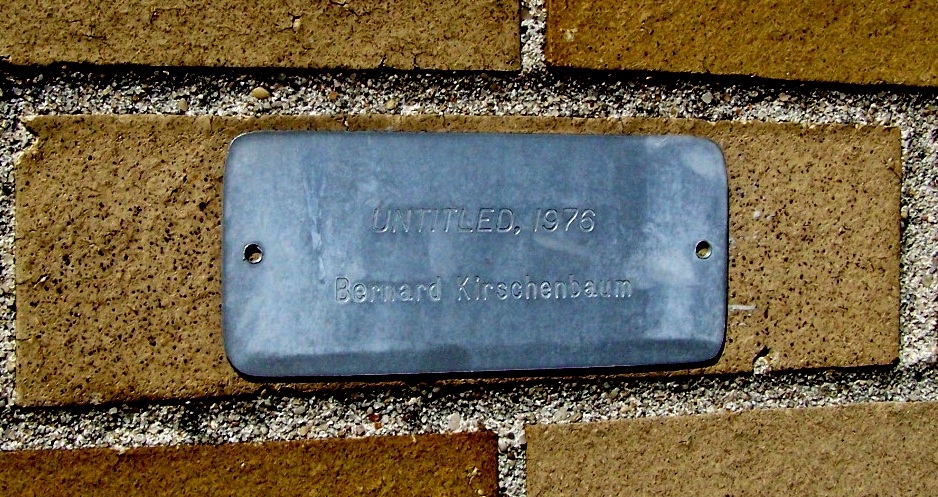 UNTITLED, 1976
Bernard Kirschenbaum